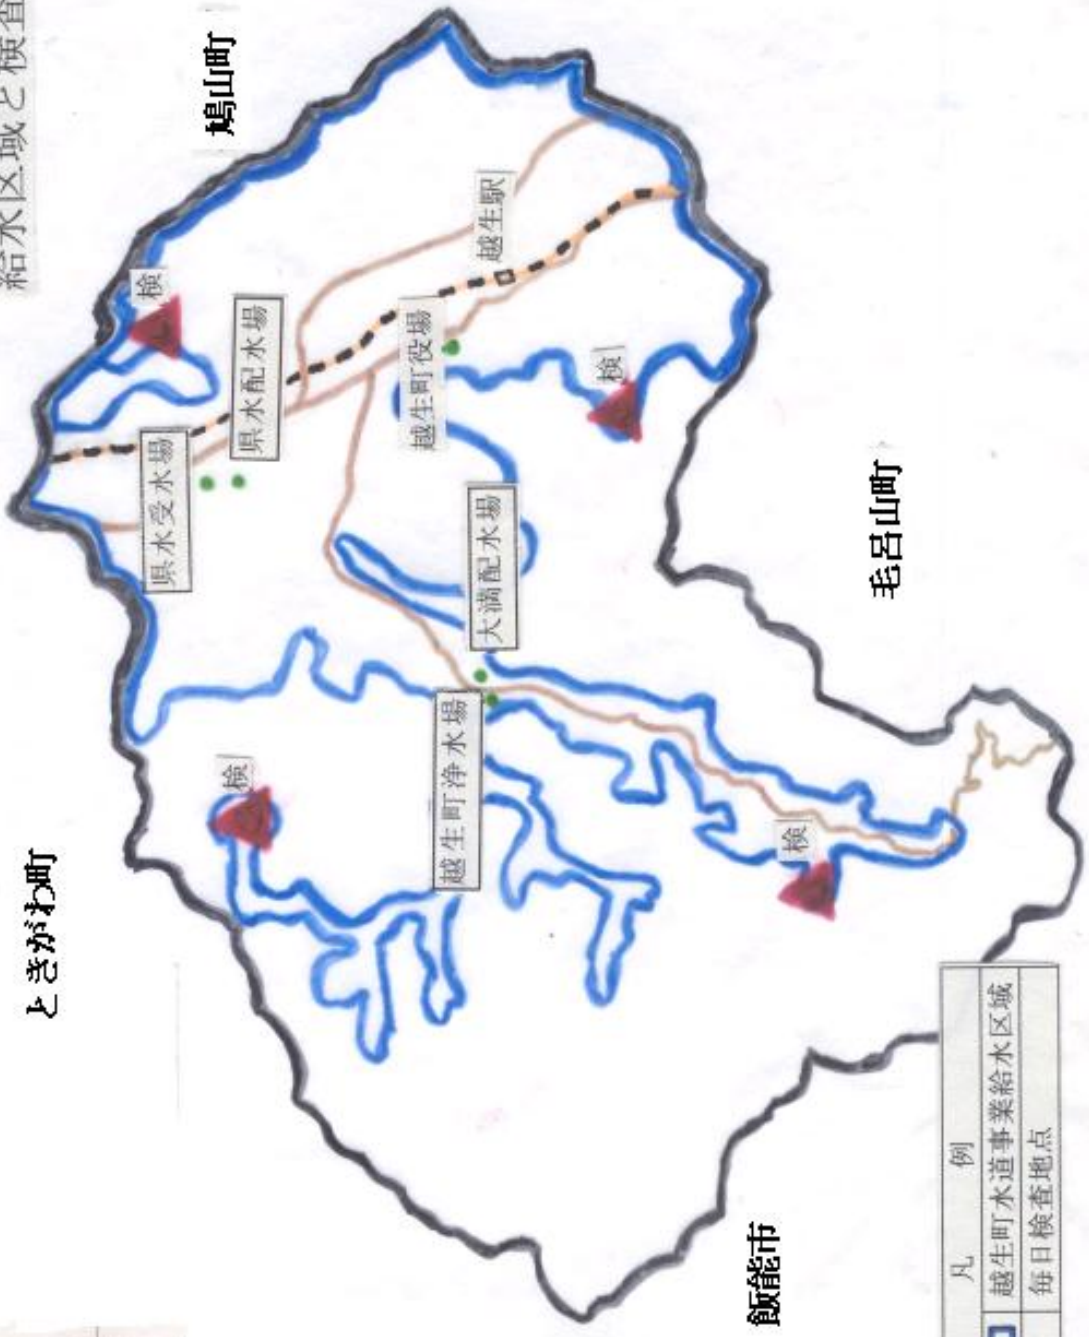 給水区域と検査
鳩山町
検
県水配水場
県水受水場
越生駅
越生町役場
検
大満配水場
毛呂山町
越生町浄水場
検
検
ときがわ町
飯能市
凡 例
越生町水道事業給水区域
毎日検査地点